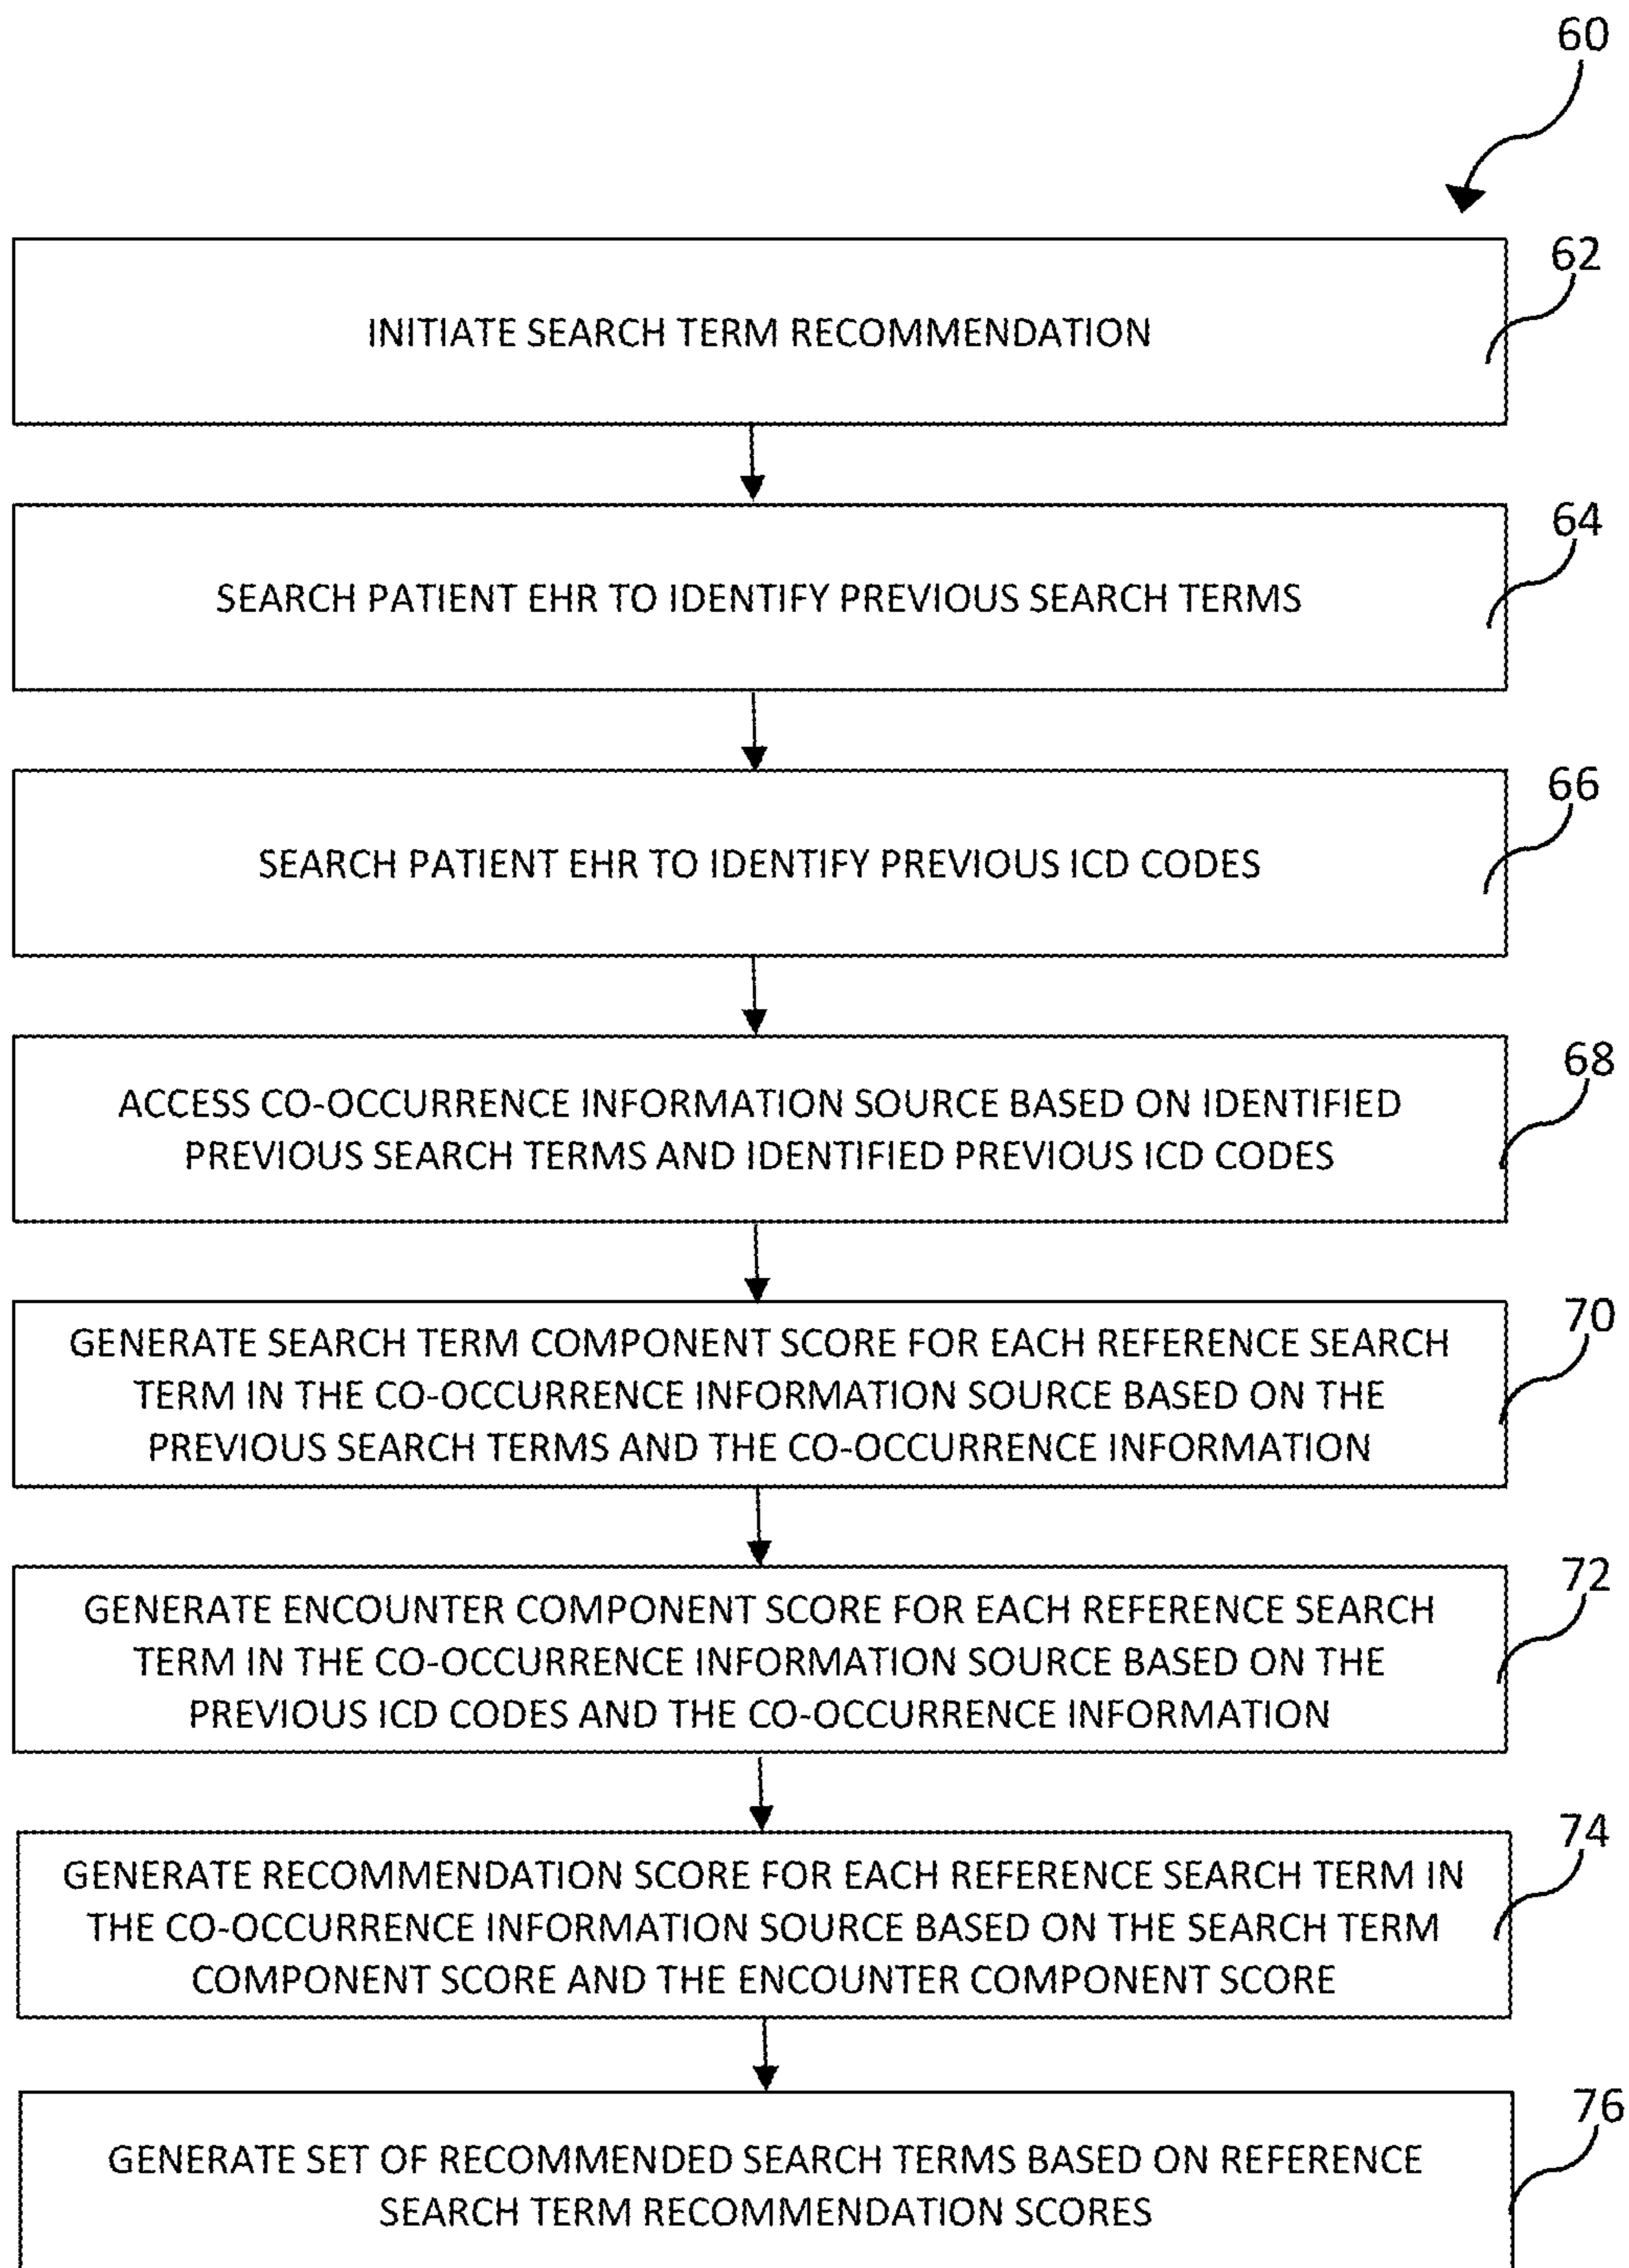 60
62
INITIATE SEARCH TERM RECOMMENDATION
64
SEARCH PATIENT EHR TO IDENTIFY PREVIOUS SEARCH TERMS
66
SEARCH PATIENT EHR TO IDENTIFY PREVIOUS ICD CODES
68
ACCESS CO-OCCURRENCE INFORMATION SOURCE BASED ON IDENTIFIED
PREVIOUS SEARCH TERMS AND IDENTIFIED PREVIOUS ICD CODES
70
GENERATE SEARCH TERM COMPONENT SCORE FOR EACH REFERENCE SEARCH
TERM IN THE CO-OCCURRENCE INFORMATION SOURCE BASED ON THE
PREVIOUS SEARCH TERMS AND THE CO-OCCURRENCE INFORMATION
72
GENERATE ENCOUNTER COMPONENT SCORE FOR EACH REFERENCE SEARCH
TERM IN THE CO-OCCURRENCE INFORMATION SOURCE BASED ON THE
PREVIOUS ICD CODES AND THE CO-OCCURRENCE INFORMATION
74
GENERATE RECOMMENDATION SCORE FOR EACH REFERENCE SEARCH TERM IN
THE CO-OCCURRENCE INFORMATION SOURCE BASED ON THE SEARCH TERM
COMPONENT SCORE AND THE ENCOUNTER COMPONENT SCORE
76
GENERATE SET OF RECOMMENDED SEARCH TERMS BASED ON REFERENCE
SEARCH TERM RECOMMENDATION SCORES